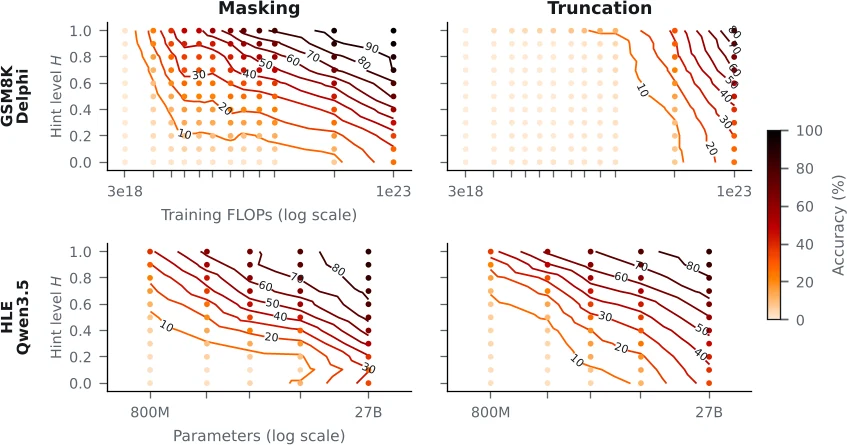 Masking
Truncation
GSM8K
Delphi
Hint level H
1.0
0.8
0.6
0.4
0.2
0.0
10
20
30
40
50
60
70
80
90
3e18
1e23
Training FLOPs (log scale)
10
20
30
40
50
60
3e18
1e23
HLE
Qwen3.5
Hint level H
1.0
0.8
0.6
0.4
0.2
0.0
10
20
30
40
50
60
80
800M
27B
Parameters (log scale)
10
20
30
40
50
60
70
80
800M
27B
100
80
60
40
20
0
Accuracy (%)